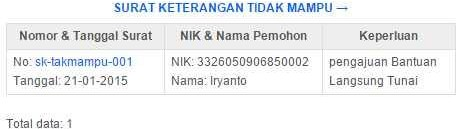 SURAT KETERANGAN TIDAK MAMPU →
Nomor & Tanggal Surat NIK & Nama Pemohon Keperluan
No: sk-takmampu-001 NIK: 3326050906850002 pengajuan Bantuan
Tanggal: 21-01-2015 Nama: Iryanto Langsung Tunai
Total data: 1